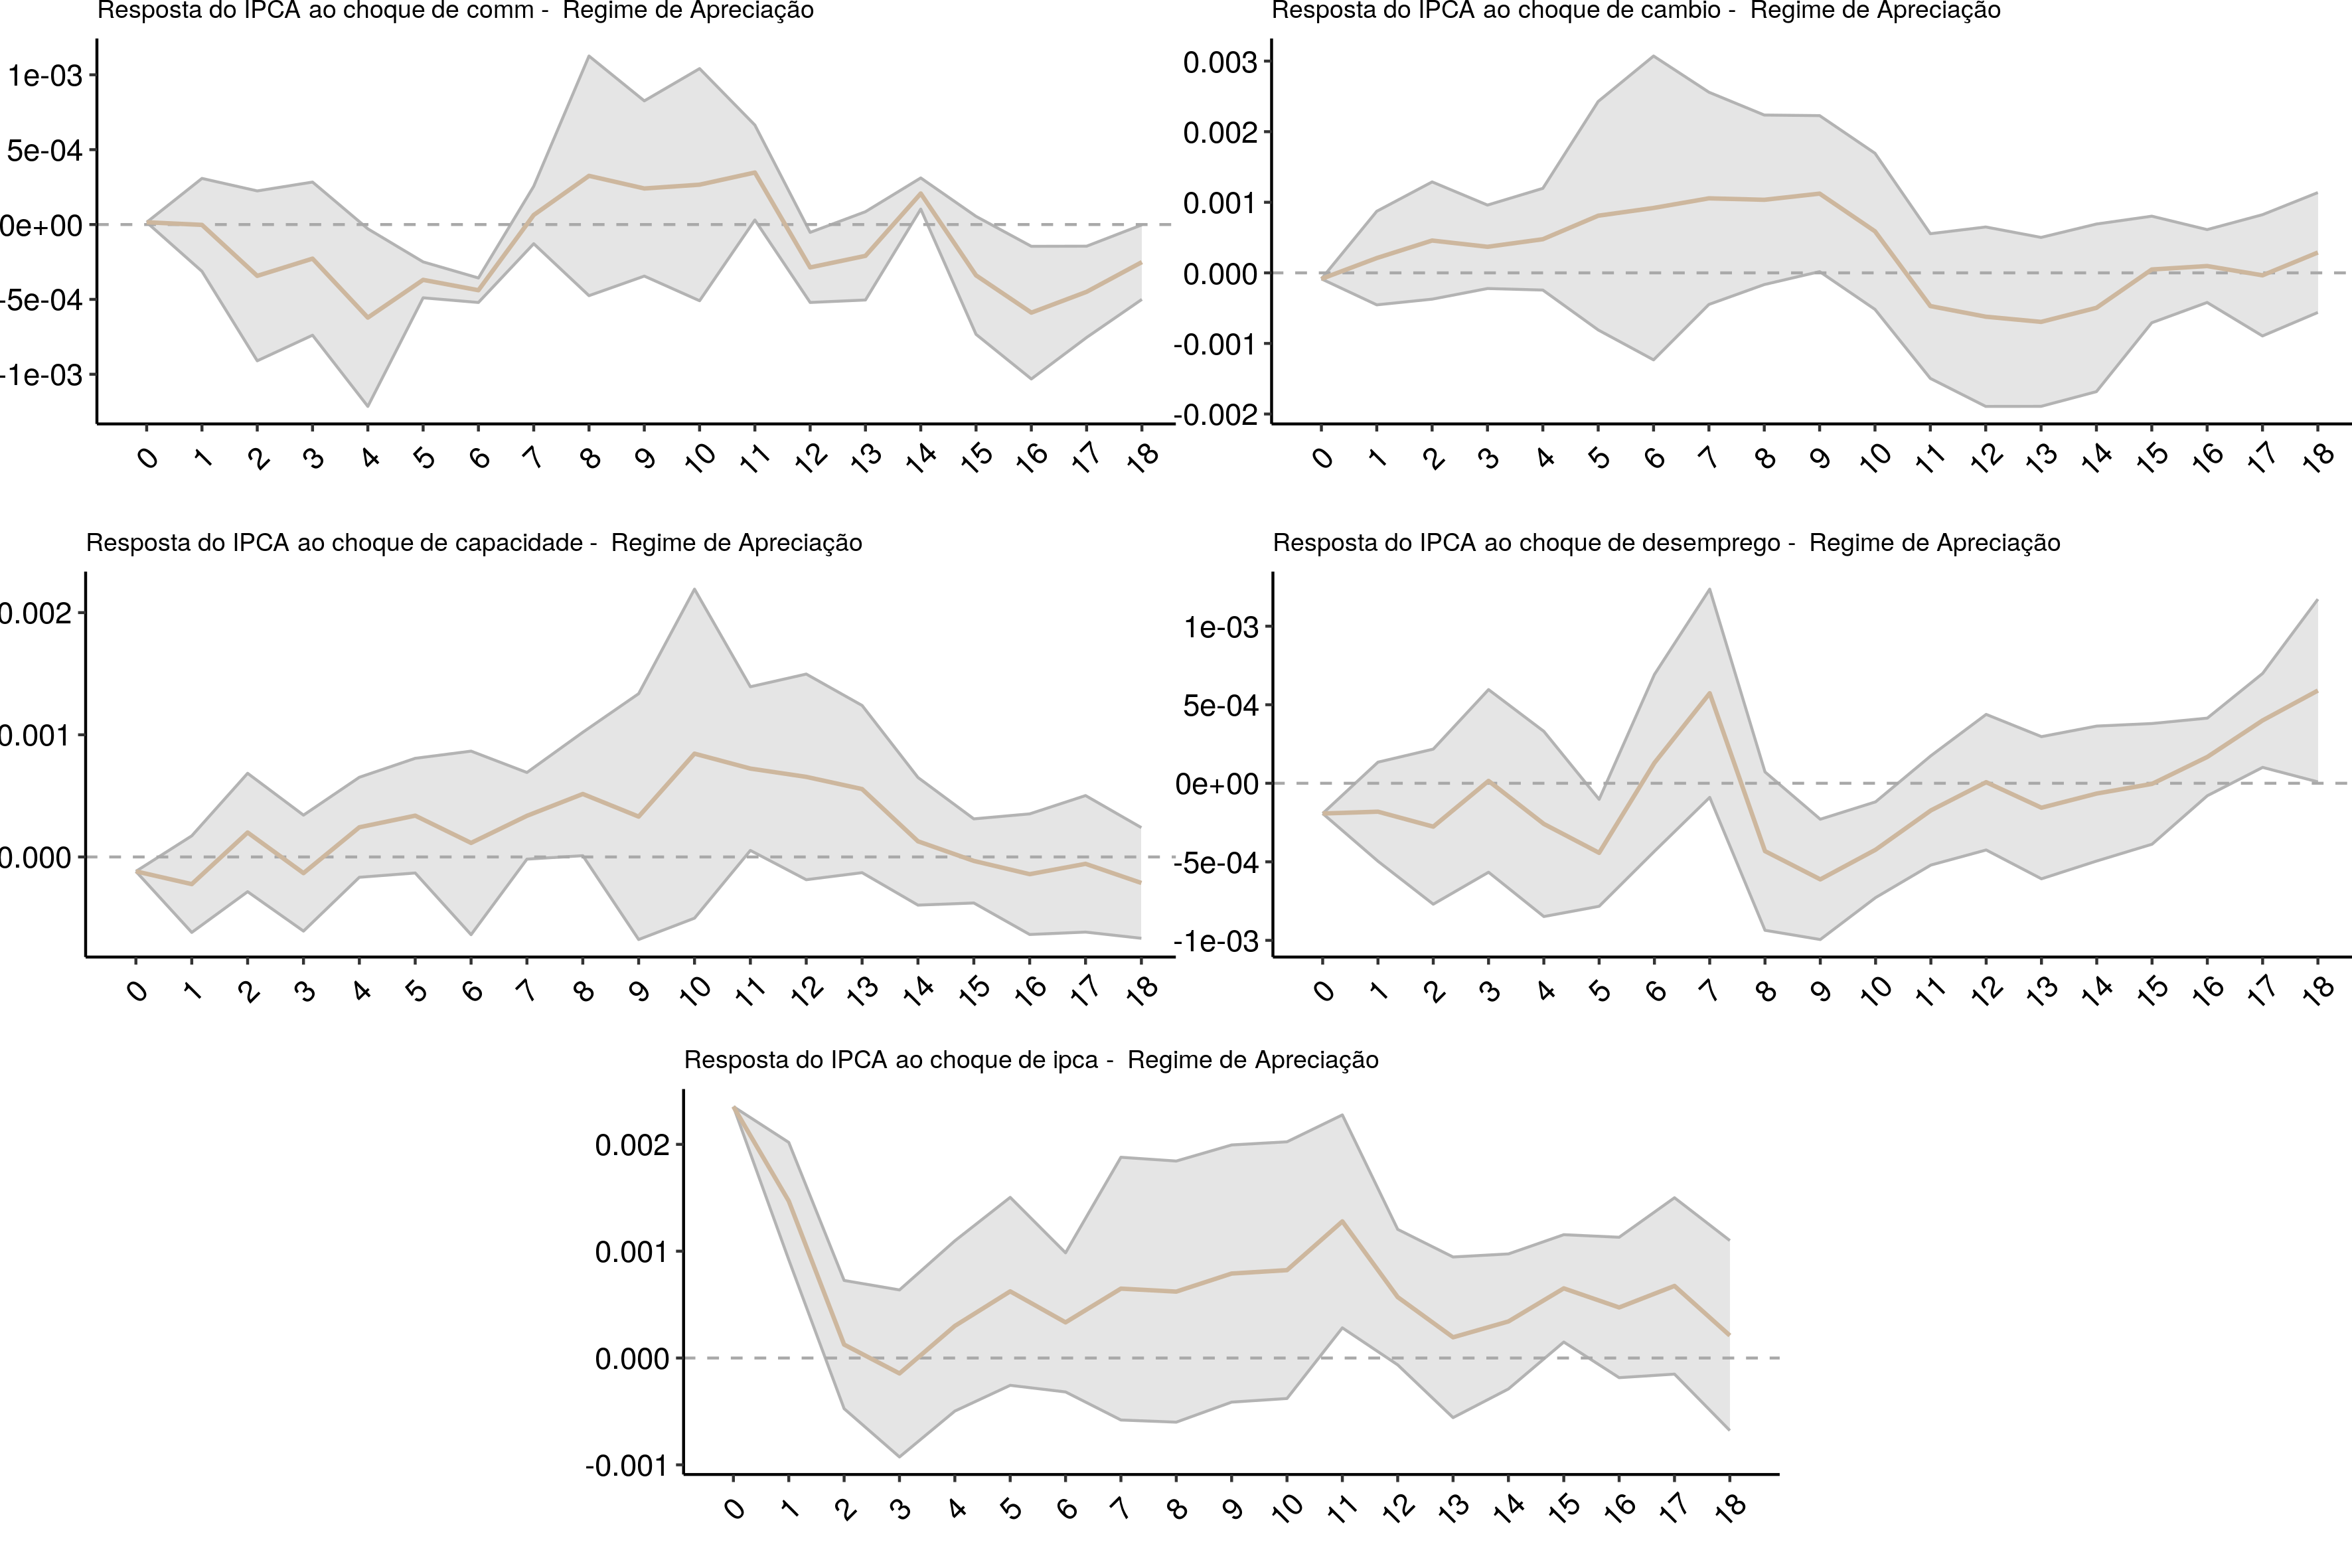 Resposta do IPCA ao choque de comm -  Regime de Apreciação
1e-03
5e-04
0e+00
-5e-04
-1e-03
0 1 2 3 4 5 6 7 8 9 10 11 12 13 14 15 16 17 18
Resposta do IPCA ao choque de cambio -  Regime de Apreciação
0.003
0.002
0.001
0.000
-0.001
-0.002
0 1 2 3 4 5 6 7 8 9 10 11 12 13 14 15 16 17 18
Resposta do IPCA ao choque de capacidade -  Regime de Apreciação
0.002
0.001
0.000
0 1 2 3 4 5 6 7 8 9 10 11 12 13 14 15 16 17 18
Resposta do IPCA ao choque de desemprego -  Regime de Apreciação
1e-03
5e-04
0e+00
-5e-04
-1e-03
0 1 2 3 4 5 6 7 8 9 10 11 12 13 14 15 16 17 18
Resposta do IPCA ao choque de ipca -  Regime de Apreciação
0.002
0.001
0.000
-0.001
0 1 2 3 4 5 6 7 8 9 10 11 12 13 14 15 16 17 18